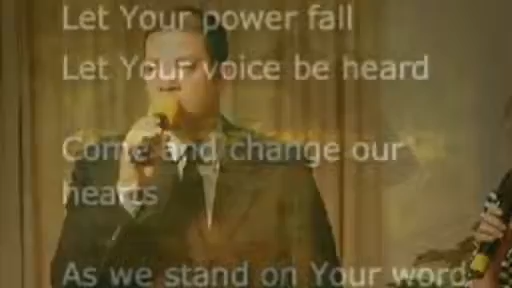 Let Your power fall
Let Your voice be heard
Come and change our
hearts
As we stand on Your word